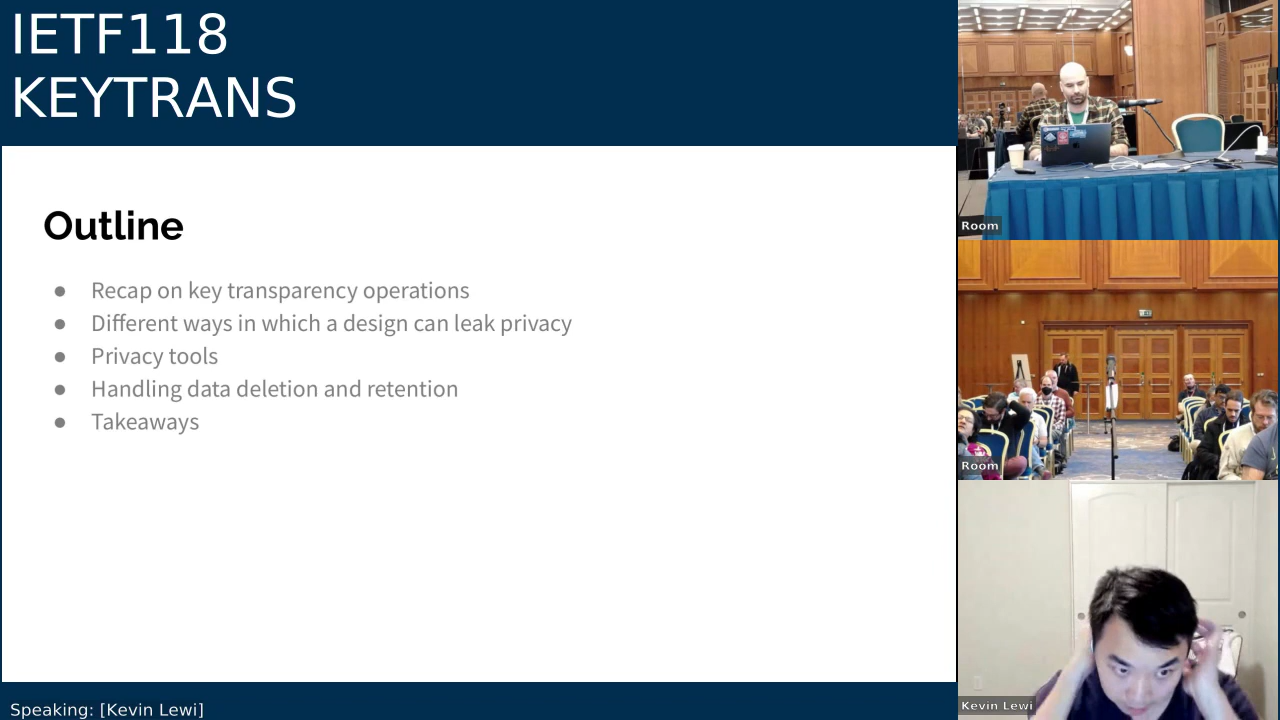 IETF118
KEYTRANS
Outline
● Recap on key transparency operations
● Different ways in which a design can leak privacy
● Privacy tools
● Handling data deletion and retention
● Takeaways
Speaking: [Kevin Lewi]
Room
Room
Kevin Lewi